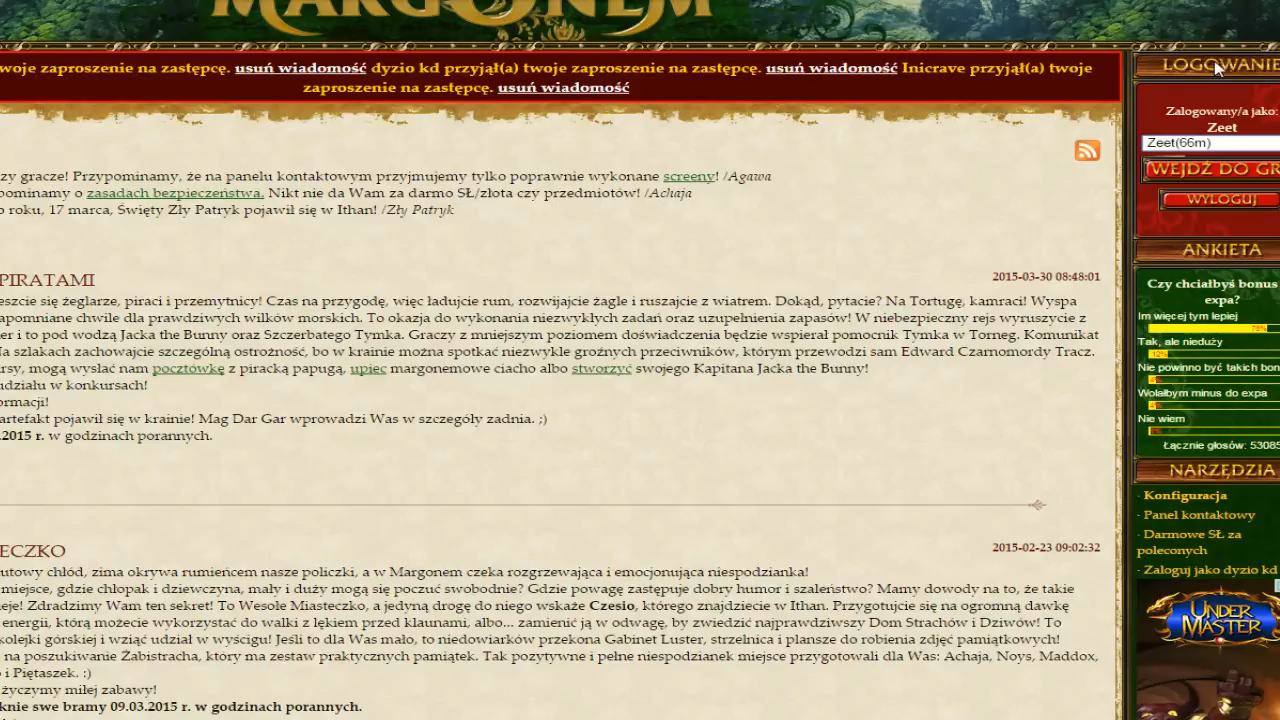 MARGONEM
woje zaproszenie na zastępcę. usuń wiadomość dyzio kd przyjął(a) twoje zaproszenie na zastępcę. usuń wiadomość Inicrave przyjął(a) twoje
zaproszenie na zastępcę. usuń wiadomość
zy gracze! Przypominamy, że na panelu kontaktowym przyjmujemy tylko poprawnie wykonane screeny! /Agawa
pominamy o zasadach bezpieczeństwa. Nikt nie da Wam za darmo SŁ/złota czy przedmiotów! /Achaja
o roku, 17 marca, Święty Zły Patryk pojawił się w Ithan! /Zły Patryk
PIRATAMI
2015-03-30 08:48:01
eszcie się żeglarze, piraci i przemytnicy! Czas na przygodę, więc ładujcie rum, rozwijajcie żagle i ruszajcie z wiatrem. Dokąd, pytacie? Na Tortugę, kamraci! Wyspa
apomniane chwile dla prawdziwych wilków morskich. To okazja do wykonania niezwykłych zadań oraz uzupełnienia zapasów! W niebezpieczny rejs wyruszycie z
er i to pod wodzą Jacka the Bunny oraz Szczerbatego Tymka. Graczy z mniejszym poziomem doświadczenia będzie wspierał pomocnik Tymka w Torneg. Komunikat
Na szlakach zachowajcie szczególną ostrożność, bo w krainie można spotkać niezwykle groźnych przeciwników, którym przewodzi sam Edward Czarnomordy Tracz.
rsy, mogą wysłać nam pocztówkę z piracką papugą, upiec margonemowe ciacho albo stworzyć swojego Kapitana Jacka the Bunny!
udziału w konkursach!
ormacji!
artefakt pojawił się w krainie! Mag Dar Gar wprowadzi Was w szczegóły zadnia. ;)
.2015 r. w godzinach porannych.
ECZKO
2015-02-23 09:02:32
utowy chłód, zima okrywa rumieńcem nasze policzki, a w Margonem czeka rozgrzewająca i emocjonująca niespodzianka!
miejsce, gdzie chłopak i dziewczyna, mały i duży mogą się poczuć swobodnie? Gdzie powagę zastępuje dobry humor i szaleństwo? Mamy dowody na to, że takie
eje! Zdradzimy Wam ten sekret! To Wesołe Miasteczko, a jedyną drogę do niego wskaże Czesio, którego znajdziecie w Ithan. Przygotujcie się na ogromną dawkę
energii, którą możecie wykorzystać do walki z lękiem przed klaunami, albo... zamienić ją w odwagę, by zwiedzić najprawdziwszy Dom Strachów i Dziwów! To
kolejki górskiej i wziąć udział w wyścigu! Jeśli to dla Was mało, to niedowiarków przekona Gabinet Luster, strzelnica i plansze do robienia zdjęć pamiątkowych!
na poszukiwanie Żabistracha, który ma zestaw praktycznych pamiątek. Tak pozytywne i pełne niespodzianek miejsce przygotowali dla Was: Achaja, Noys, Maddox,
i Piętaszek. :)
życzymy miłej zabawy!
knie swe bramy 09.03.2015 r. w godzinach porannych.
LOGOWANIE
Zalogowany/a jako:
Zeet
Zeet(66m)
WEJDŹ DO GR
WYLOGUJ
ANKIETA
Czy chciałbyś bonus
expa?
Im więcej tym lepiej
78%
Tak, ale nieduży
12%
Nie powinno być takich bon
Wolałbym minus do expa
Nie wiem
Łącznie głosów: 53085
NARZĘDZIA
· Konfiguracja
· Panel kontaktowy
· Darmowe SŁ za
poleconych
· Zaloguj jako dyzio kd
UNDER
MASTER